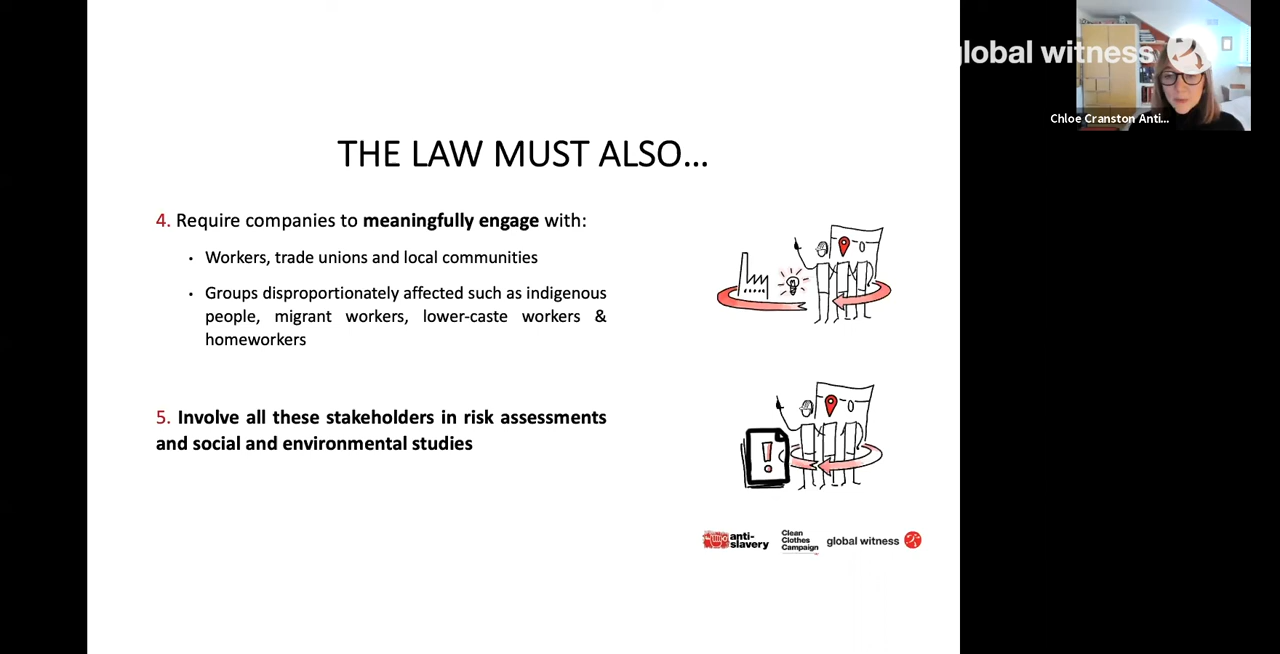 THE LAW MUST ALSO...
4. Require companies to meaningfully engage with:
• Workers, trade unions and local communities
• Groups disproportionately affected such as indigenous
people, migrant workers, lower-caste workers &
homeworkers
5. Involve all these stakeholders in risk assessments
and social and environmental studies
anti-
slavery
Clean
Clothes
Campaign
global witness
global witness
Chloe Cranston Anti...